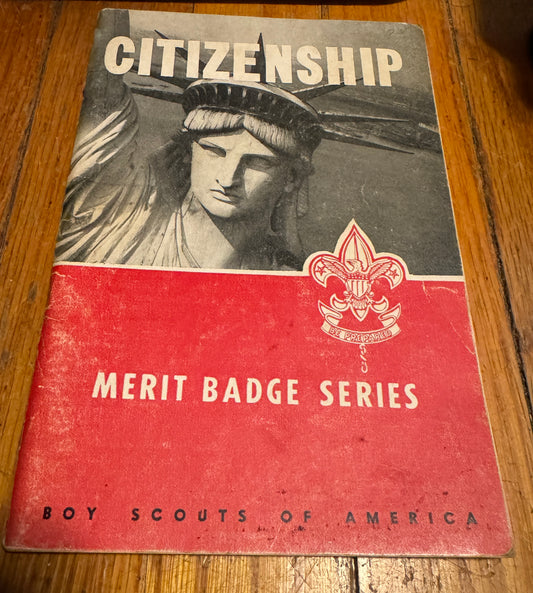 CITIZENSHIP
BE PREPARED
MERIT BADGE SERIES
BOY SCOUTS OF AMERICA